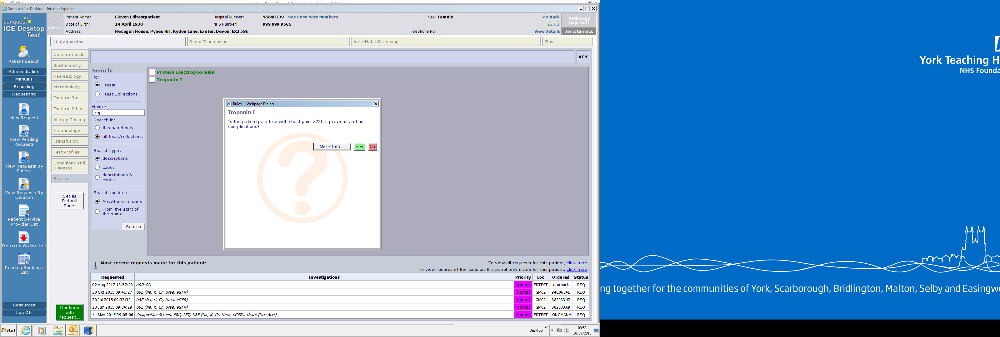 Sunquest Ice Desktop - Internet Explorer
sunquest
ICE Desktop
Test
Notepad
Patient Name: Eleven Editestpatient Hospital Number: Y6640339 See Case Note Numbers Sex: Female << Back
Date of Birth: 14 April 1930 NHS Number: 999 999 9565
Address: Hexagon House, Pynes Hill, Rydon Lane, Exeter, Devon, EX2 5SE Telephone No: View Details
Pathology
Dept SGH
User:dturnock
GP Requesting Blood Transfusion Ante-Natal Screening Play
Patient Search
Administration
Manuals
Reporting
Requesting
New Request
View Pending
Requests
View Requests By
Patient
View Requests By
Location
Patient Service
Provider List
Deferred Orders List
Pending Bookings
List
Resources
Log Off
Common tests
Biochemistry
Haematology
Microbiology
Esoteric Bio
Esoteric 2 bio
Allergy Testing
Immunology
Transfusion
Test Profiles
Conditions and
Diseases
Search
Set as
Default
Panel
Continue
with
request...
KEY
Search:
for
Tests
Test Collections
Name:
trop
Search in:
this panel only
all tests/collections
Search type:
descriptions
codes
descriptions &
codes
Search for text:
Anywhere in name
From the start of
the name
Search
Protein Electrophoresis
Troponin I
Rules -- Webpage Dialog
Troponin I
Is the patient pain free with chest pain >72hrs previous and no
complications?
More Info... Yes No
Most recent requests made for this patient:
To view all requests for this patient, click here.
To view records of the tests on this panel only made for this patient, click here.
Requested Investigations Priority Loc Ordered Status
02 Aug 2017 18:57:03 ADD-ON Normal EDTEST dturnock REQ
30 Oct 2015 09:41:27 U&E (Na, K, Cr, Urea, eGFR) Normal GM02 94C0604E REQ
20 Jul 2015 09:33:30 U&E (Na, K, Cr, Urea, eGFR) Normal GM02 B82033H7 REQ
23 Jun 2015 09:34:29 U&E (Na, K, Cr, Urea, eGFR) Normal GM02 B82033A9 REQ
14 May 2015 09:05:06 Coagulation Screen, FBC, LFT, U&E (Na, K, Cr, Urea, eGFR), Urate (Uric Acid) Normal EDTEST LONGMANM REQ
Start
Desktop
09:58
30/07/2018
York Teaching H
NHS Founda
ng together for the communities of York, Scarborough, Bridlington, Malton, Selby and Easingw